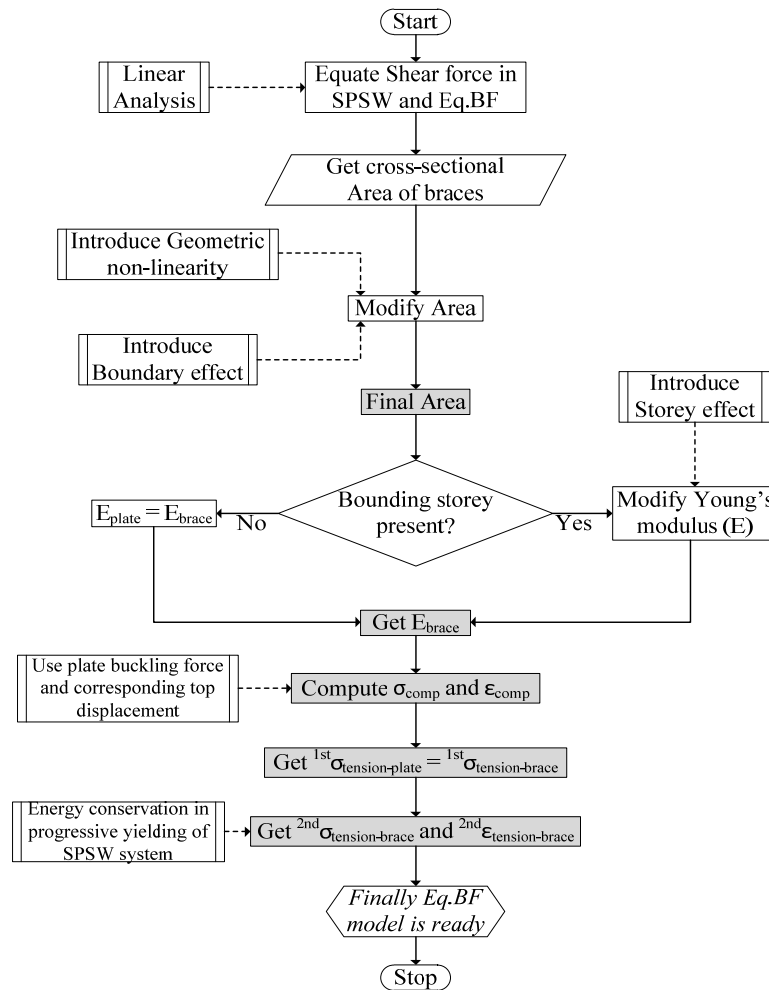 Start
Linear
Analysis
Equate Shear force in
SPSW and Eq.BF
Get cross-sectional
Area of braces
Introduce Geometric
non-linearity
Modify Area
Introduce
Boundary effect
Final Area
Introduce
Storey effect
Bounding storey
present?
E_plate = E_brace
No
Yes
Modify Young's
modulus (E)
Get E_brace
Use plate buckling force
and corresponding top
displacement
Compute σ_comp and ε_comp
Get ^1st σ_tension-plate = ^1st σ_tension-brace
Energy conservation in
progressive yielding of
SPSW system
Get ^2nd σ_tension-brace and ^2nd ε_tension-brace
Finally Eq.BF
model is ready
Stop